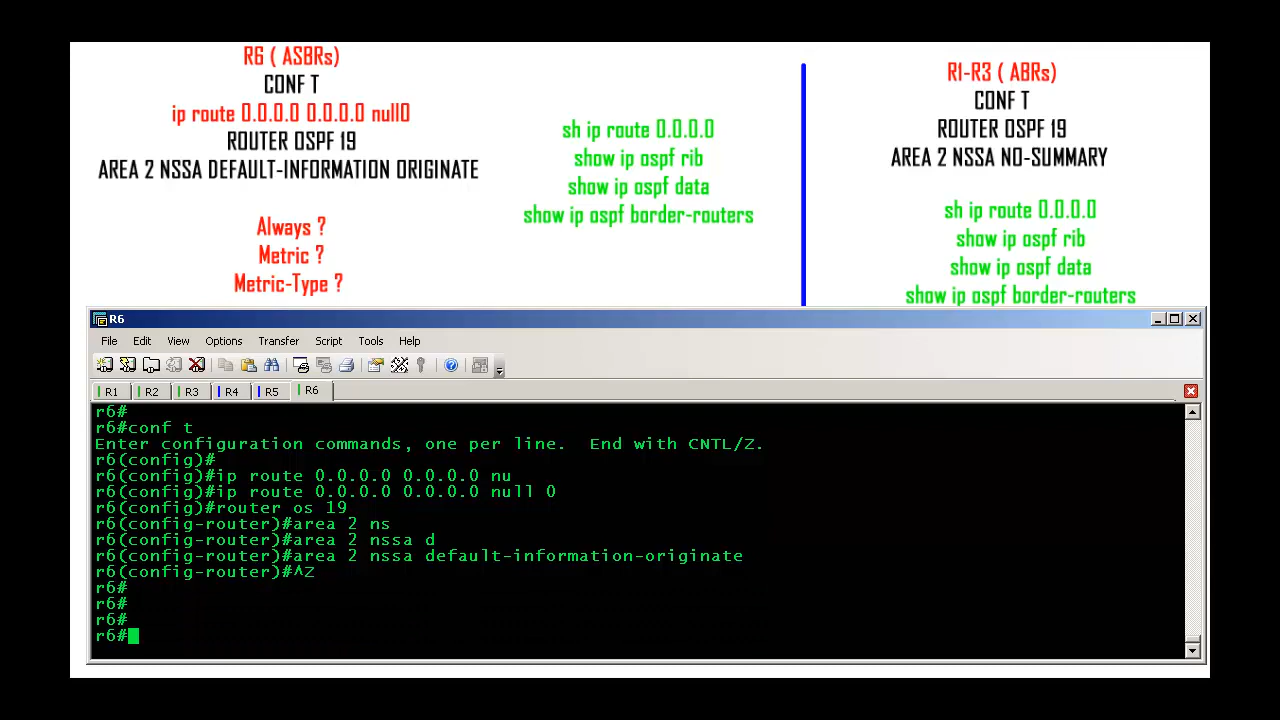 R6 ( ASBRs)
CONF T
ip route 0.0.0.0 0.0.0.0 null0
ROUTER OSPF 19
AREA 2 NSSA DEFAULT-INFORMATION ORIGINATE
Always ?
Metric ?
Metric-Type ?
sh ip route 0.0.0.0
show ip ospf rib
show ip ospf data
show ip ospf border-routers
R1-R3 ( ABRs)
CONF T
ROUTER OSPF 19
AREA 2 NSSA NO-SUMMARY
sh ip route 0.0.0.0
show ip ospf rib
show ip ospf data
show ip ospf border-routers
R6
File Edit View Options Transfer Script Tools Help
R1 R2 R3 R4 R5 R6
r6#
r6#conf t
Enter configuration commands, one per line.  End with CNTL/Z.
r6(config)#
r6(config)#ip route 0.0.0.0 0.0.0.0 nu
r6(config)#ip route 0.0.0.0 0.0.0.0 null 0
r6(config)#router os 19
r6(config-router)#area 2 ns
r6(config-router)#area 2 nssa d
r6(config-router)#area 2 nssa default-information-originate
r6(config-router)#^Z
r6#
r6#
r6#
r6#